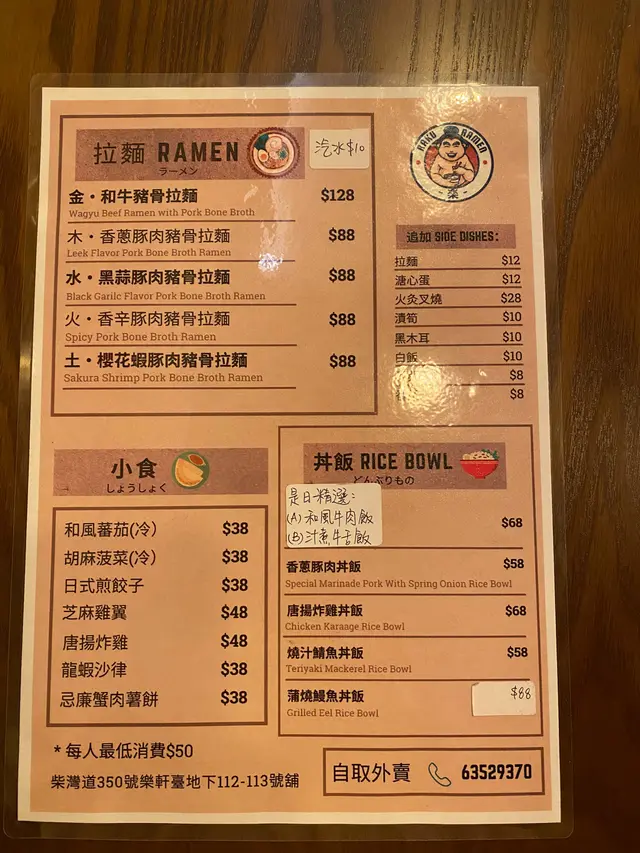 拉麵 RAMEN
ラーメン
汽水$10
金・和牛豬骨拉麵 $128
Wagyu Beef Ramen with Pork Bone Broth
木・香蔥豚肉豬骨拉麵 $88
Leek Flavor Pork Bone Broth Ramen
水・黑蒜豚肉豬骨拉麵 $88
Black Garilc Flavor Pork Bone Broth Ramen
火・香辛豚肉豬骨拉麵 $88
Spicy Pork Bone Broth Ramen
土・櫻花蝦豚肉豬骨拉麵 $88
Sakura Shrimp Pork Bone Broth Ramen
RAKU RAMEN
楽
追加 SIDE DISHES:
拉麵 $12
溏心蛋 $12
火灸叉燒 $28
漬筍 $10
黑木耳 $10
白飯 $10
$8
$8
小食
しょうしょく
和風蕃茄(冷) $38
胡麻菠菜(冷) $38
日式煎餃子 $38
芝麻雞翼 $48
唐揚炸雞 $48
龍蝦沙律 $38
忌廉蟹肉薯餅 $38
丼飯 RICE BOWL
どんぶりもの
是日精選:
(A) 和風牛肉飯
(B) 汁煮牛舌飯
$68
香蔥豚肉丼飯 $58
Special Marinade Pork With Spring Onion Rice Bowl
唐揚炸雞丼飯 $68
Chicken Karaage Rice Bowl
燒汁鯖魚丼飯 $58
Teriyaki Mackerel Rice Bowl
蒲燒鰻魚丼飯 $88
Grilled Eel Rice Bowl
* 每人最低消費$50
柴灣道350號樂軒臺地下112-113號舖
自取外賣 63529370